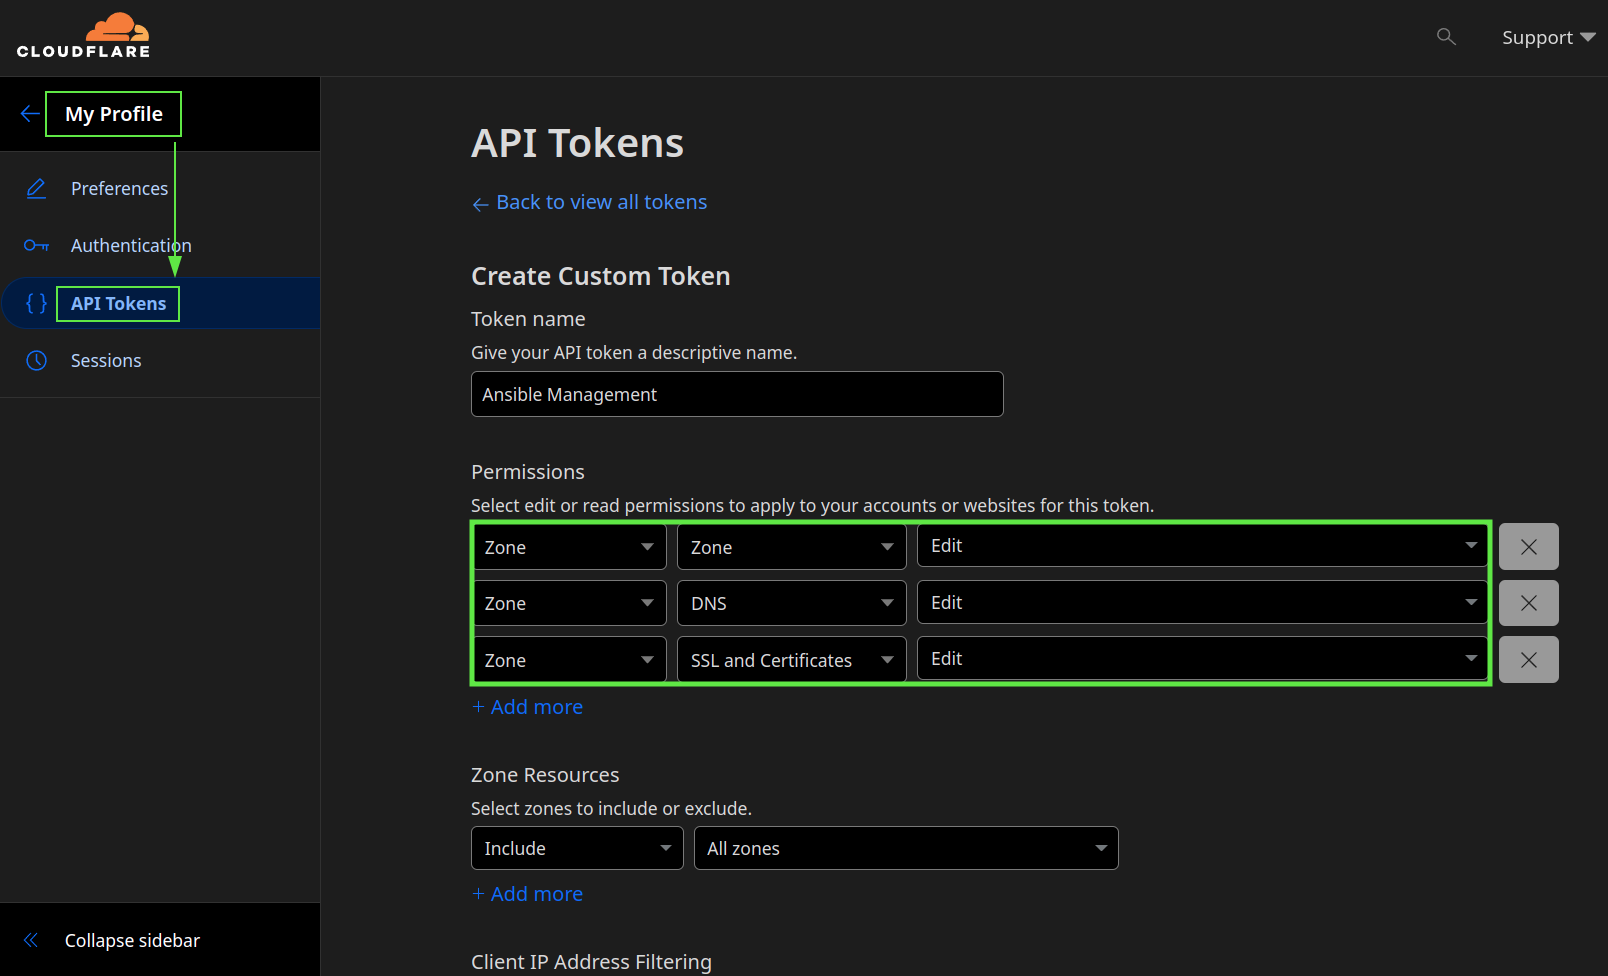 CLOUDFLARE
Support
My Profile
Preferences
Authentication
{ } API Tokens
Sessions
Collapse sidebar
API Tokens
← Back to view all tokens
Create Custom Token
Token name
Give your API token a descriptive name.
Ansible Management
Permissions
Select edit or read permissions to apply to your accounts or websites for this token.
Zone Zone Edit
Zone DNS Edit
Zone SSL and Certificates Edit
+ Add more
Zone Resources
Select zones to include or exclude.
Include All zones
+ Add more
Client IP Address Filtering